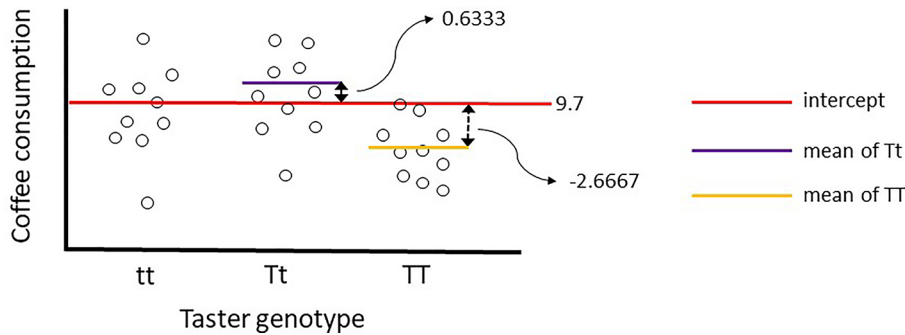 0.6333
Coffee consumption
9.7
intercept
mean of Tt
-2.6667
mean of TT
tt
Tt
TT
Taster genotype